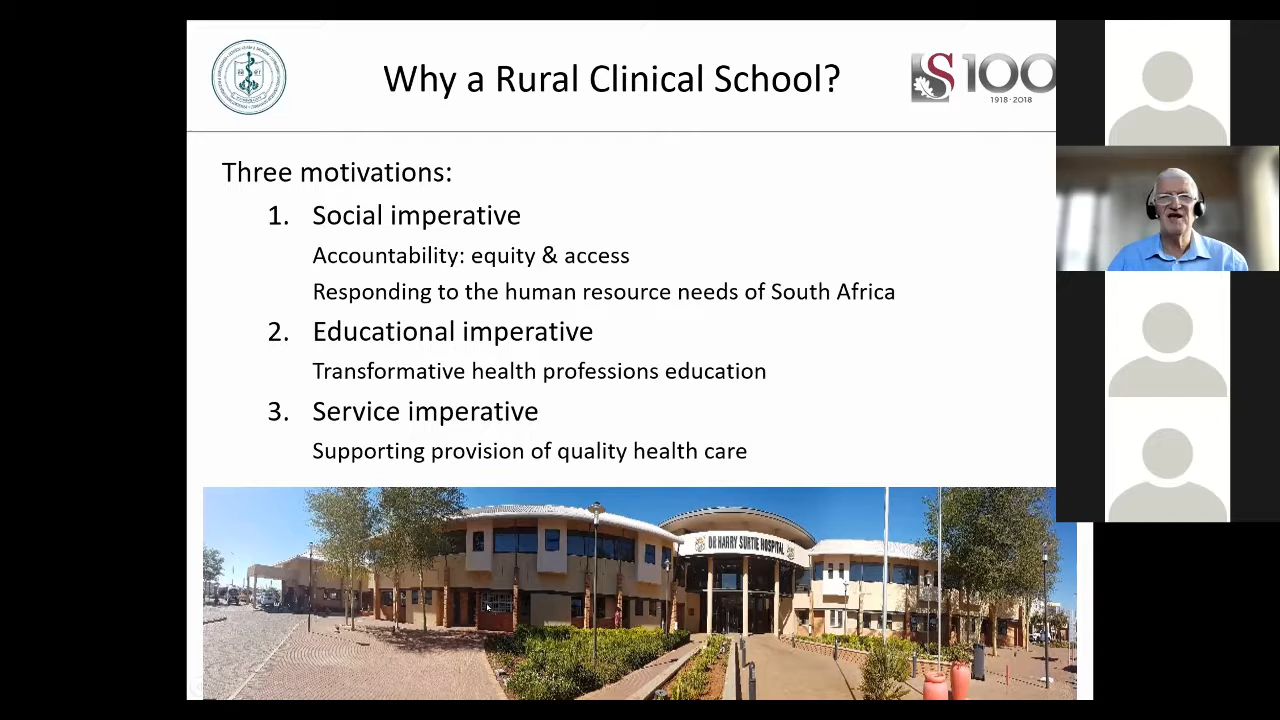 Why a Rural Clinical School?
S100
1918·2018
Three motivations:
1. Social imperative
Accountability: equity & access
Responding to the human resource needs of South Africa
2. Educational imperative
Transformative health professions education
3. Service imperative
Supporting provision of quality health care
DR HARRY SURTIE HOSPITAL